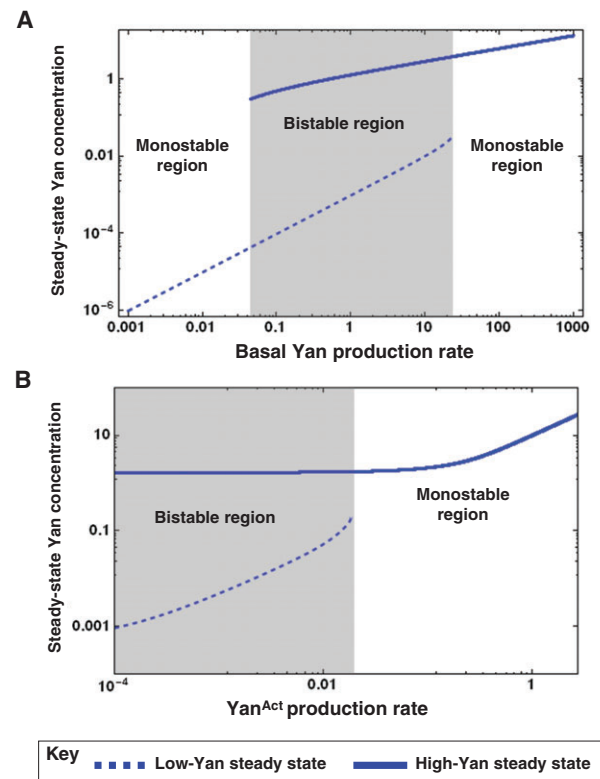 A
Steady-state Yan concentration
1
0.01
10⁻⁴
10⁻⁶
Monostable
region
Bistable region
Monostable
region
0.001
0.01
0.1
1
10
100
1000
Basal Yan production rate
B
Steady-state Yan concentration
10
0.1
0.001
Bistable region
Monostable
region
10⁻⁴
0.01
1
Yanᴬᶜᵗ production rate
Key
Low-Yan steady state
High-Yan steady state